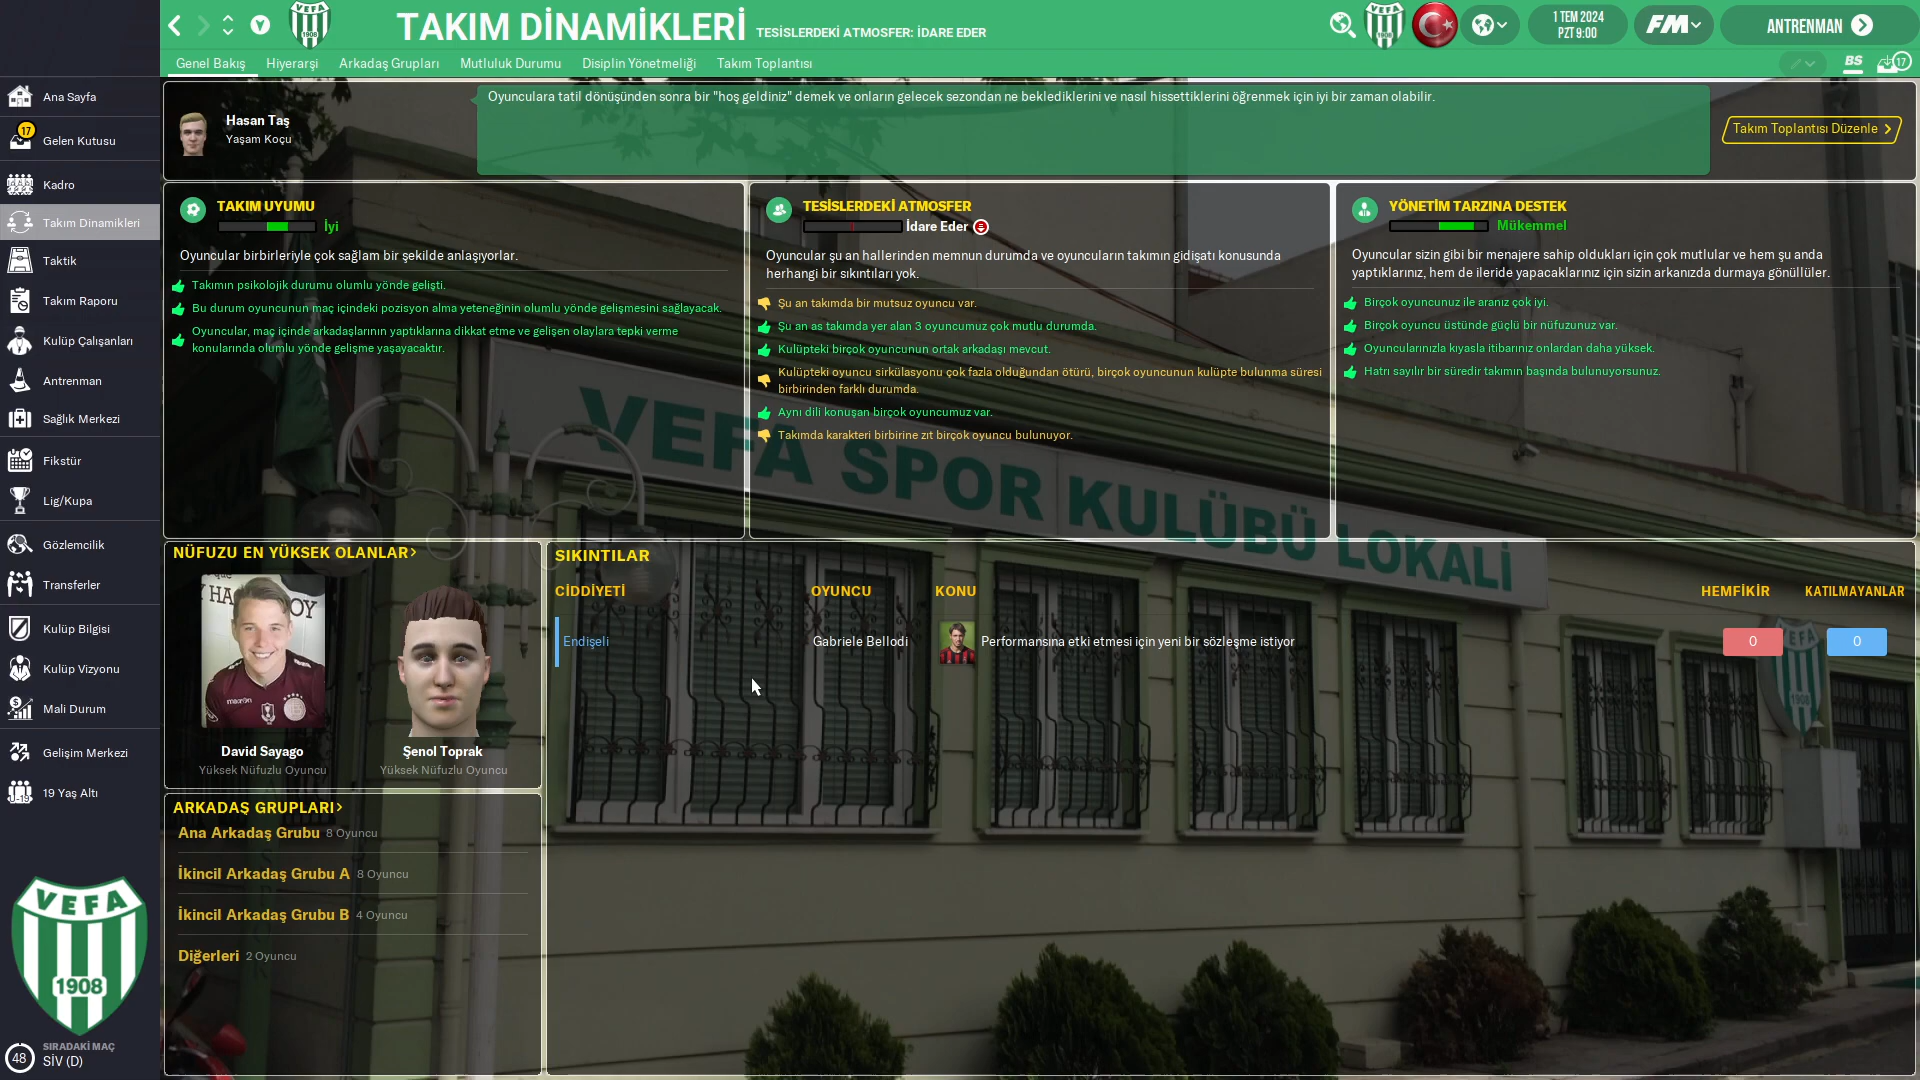 TAKIM DİNAMİKLERİ TESİSLERDEKİ ATMOSFER: İDARE EDER
1 TEM 2024
PZT 9:00
FM
ANTRENMAN
Genel Bakış Hiyerarşi Arkadaş Grupları Mutluluk Durumu Disiplin Yönetmeliği Takım Toplantısı
BS
17
Ana Sayfa
17
Gelen Kutusu
Kadro
Takım Dinamikleri
Taktik
Takım Raporu
Kulüp Çalışanları
Antrenman
Sağlık Merkezi
Fikstür
Lig/Kupa
Gözlemcilik
Transferler
Kulüp Bilgisi
Kulüp Vizyonu
Mali Durum
Gelişim Merkezi
U-19
19 Yaş Altı
VEFA
1908
48
SIRADAKİ MAÇ
SİV (D)
Hasan Taş
Yaşam Koçu
Oyunculara tatil dönüşünden sonra bir "hoş geldiniz" demek ve onların gelecek sezondan ne beklediklerini ve nasıl hissettiklerini öğrenmek için iyi bir zaman olabilir.
Takım Toplantısı Düzenle
TAKIM UYUMU
İyi
Oyuncular birbirleriyle çok sağlam bir şekilde anlaşıyorlar.
Takımın psikolojik durumu olumlu yönde gelişti.
Bu durum oyuncunun maç içindeki pozisyon alma yeteneğinin olumlu yönde gelişmesini sağlayacak.
Oyuncular, maç içinde arkadaşlarının yaptıklarına dikkat etme ve gelişen olaylara tepki verme
konularında olumlu yönde gelişme yaşayacaktır.
TESİSLERDEKİ ATMOSFER
İdare Eder
Oyuncular şu an hallerinden memnun durumda ve oyuncuların takımın gidişatı konusunda
herhangi bir sıkıntıları yok.
Şu an takımda bir mutsuz oyuncu var.
Şu an as takımda yer alan 3 oyuncumuz çok mutlu durumda.
Kulüpteki birçok oyuncunun ortak arkadaşı mevcut.
Kulüpteki oyuncu sirkülasyonu çok fazla olduğundan ötürü, birçok oyuncunun kulüpte bulunma süresi
birbirinden farklı durumda.
Aynı dili konuşan birçok oyuncumuz var.
Takımda karakteri birbirine zıt birçok oyuncu bulunuyor.
YÖNETİM TARZINA DESTEK
Mükemmel
Oyuncular sizin gibi bir menajere sahip oldukları için çok mutlular ve hem şu anda
yaptıklarınız, hem de ileride yapacaklarınız için sizin arkanızda durmaya gönüllüler.
Birçok oyuncunuz ile aranız çok iyi.
Birçok oyuncu üstünde güçlü bir nüfuzunuz var.
Oyuncularınızla kıyasla itibarınız onlardan daha yüksek.
Hatrı sayılır bir süredir takımın başında bulunuyorsunuz.
VEFA SPOR KULÜBÜ LOKALİ
NÜFUZU EN YÜKSEK OLANLAR
David Sayago
Yüksek Nüfuzlu Oyuncu
Şenol Toprak
Yüksek Nüfuzlu Oyuncu
ARKADAŞ GRUPLARI
Ana Arkadaş Grubu 8 Oyuncu
İkincil Arkadaş Grubu A 8 Oyuncu
İkincil Arkadaş Grubu B 4 Oyuncu
Diğerleri 2 Oyuncu
SIKINTILAR
CİDDİYETİ OYUNCU KONU HEMFİKİR KATILMAYANLAR
Endişeli Gabriele Bellodi Performansına etki etmesi için yeni bir sözleşme istiyor 0 0